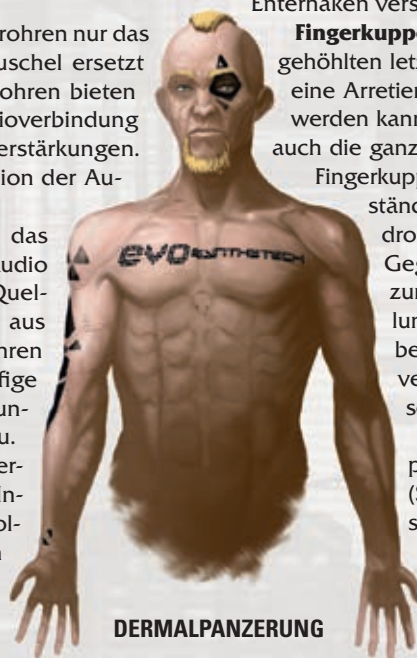 rohren nur das
uschel ersetzt
ohren bieten
ioverbindung
erstärkungen.
ion der Au-
das
udio
Quel-
aus
hren
fige
un-
u.
er-
in-
ol-
evo SYNTHETECH
DERMALPANZERUNG
Enterhaken vers
Fingerkuppe
gehöhlten letz
eine Arretier
werden kann
auch die ganz
Fingerkupp
ständ
dro
Geg
zur
lun
be
ve
se
p
(S
s